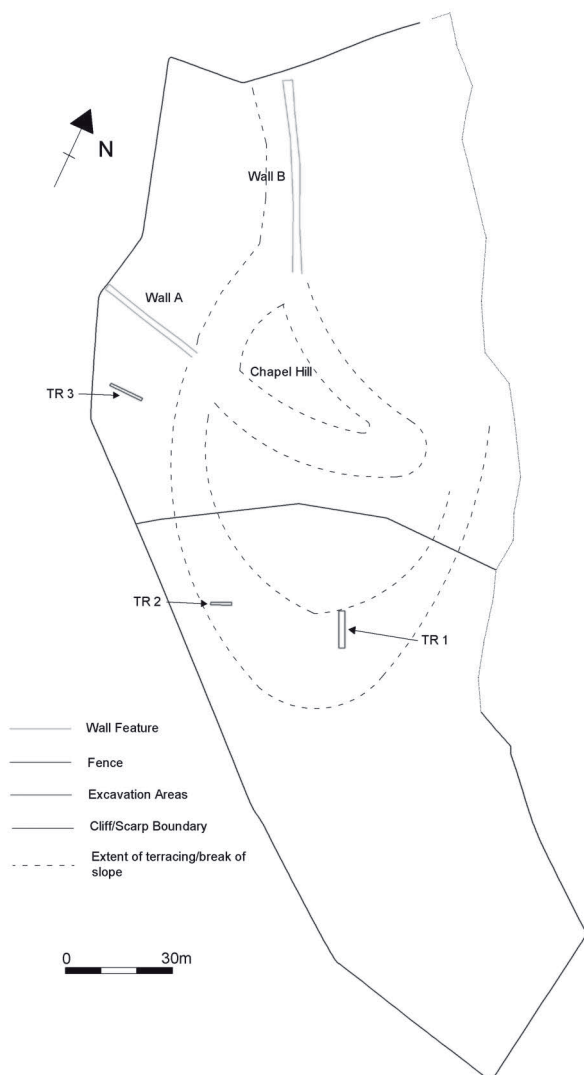 N
Wall B
Wall A
Chapel Hill
TR 3
TR 2
TR 1
Wall Feature
Fence
Excavation Areas
Cliff/Scarp Boundary
Extent of terracing/break of
slope
0 30m